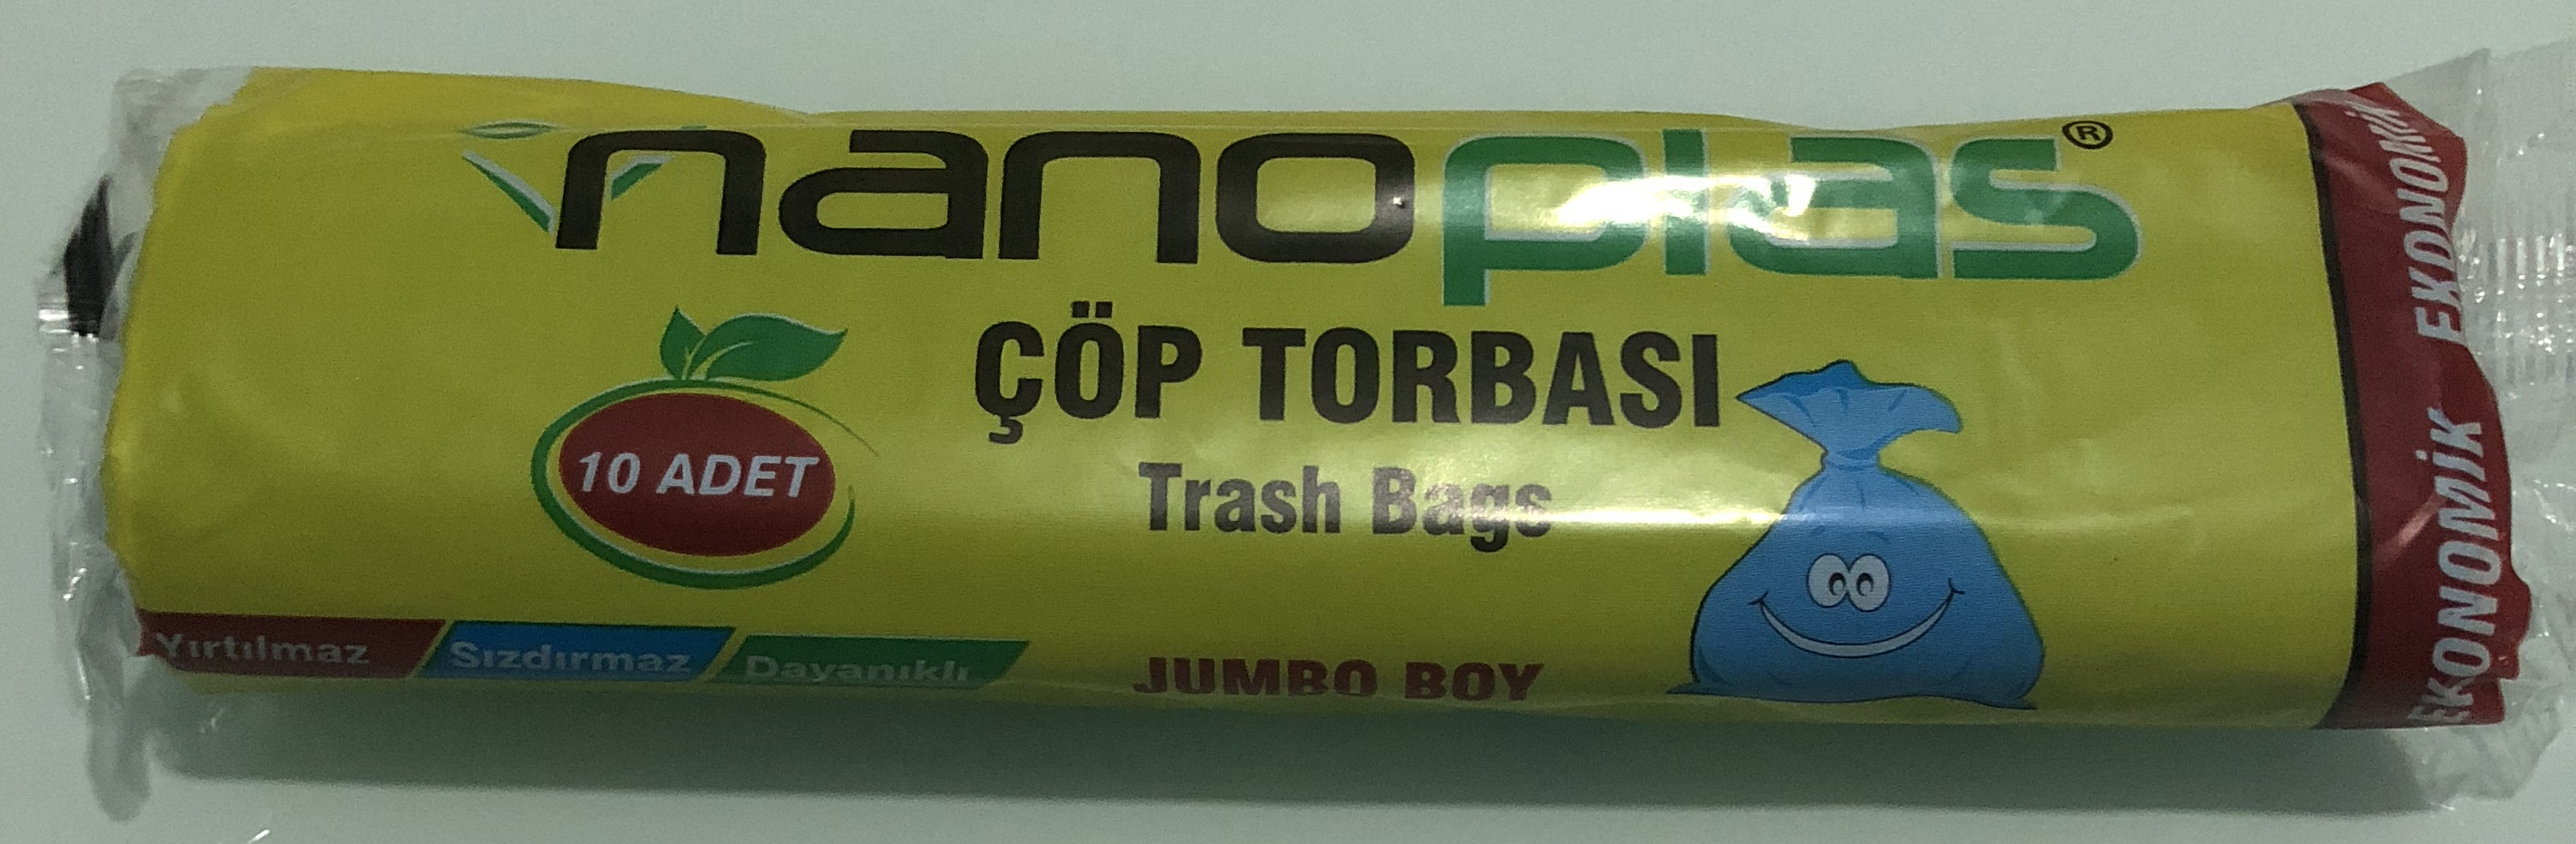 nanoplas®
ÇÖP TORBASI
10 ADET
Trash Bags
Yırtılmaz Sızdırmaz Dayanıklı
JUMBO BOY
EKONOMİK EKONOMİK